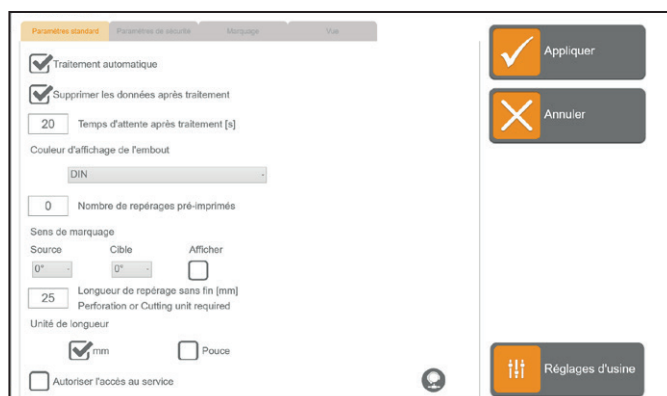 Paramètres standard
Paramètres de sécurité
Marquage
Vue
Traitement automatique
Supprimer les données après traitement
20
Temps d'attente après traitement [s]
Couleur d'affichage de l'embout
DIN
0
Nombre de repérages pré-imprimés
Sens de marquage
Source
Cible
Afficher
0°
0°
25
Longueur de repérage sans fin [mm]
Perforation or Cutting unit required
Unité de longueur
mm
Pouce
Autoriser l'accès au service
Appliquer
Annuler
Réglages d'usine